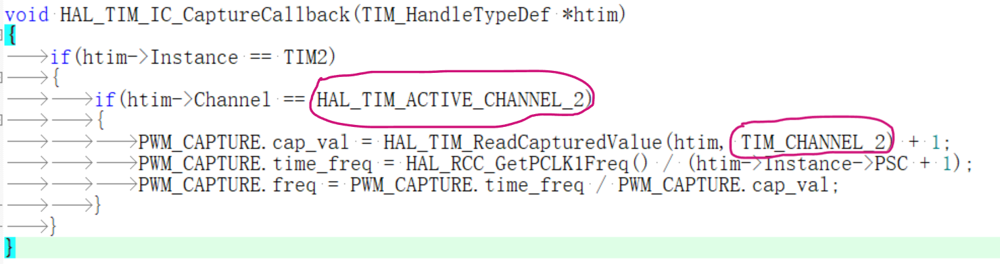 void HAL_TIM_IC_CaptureCallback(TIM_HandleTypeDef *htim)
{
if(htim->Instance == TIM2)
{
if(htim->Channel == HAL_TIM_ACTIVE_CHANNEL_2)
{
PWM_CAPTURE.cap_val = HAL_TIM_ReadCapturedValue(htim, TIM_CHANNEL_2) + 1;
PWM_CAPTURE.time_freq = HAL_RCC_GetPCLK1Freq() / (htim->Instance->PSC + 1);
PWM_CAPTURE.freq = PWM_CAPTURE.time_freq / PWM_CAPTURE.cap_val;
}
}
}